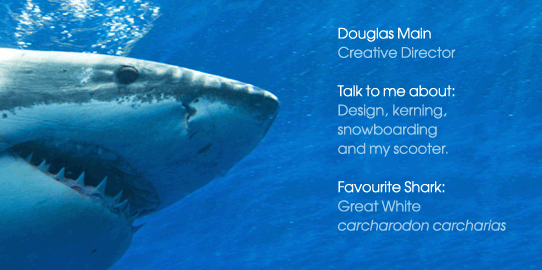 Douglas Main
Creative Director
Talk to me about:
Design, kerning,
snowboarding
and my scooter.
Favourite Shark:
Great White
carcharodon carcharias